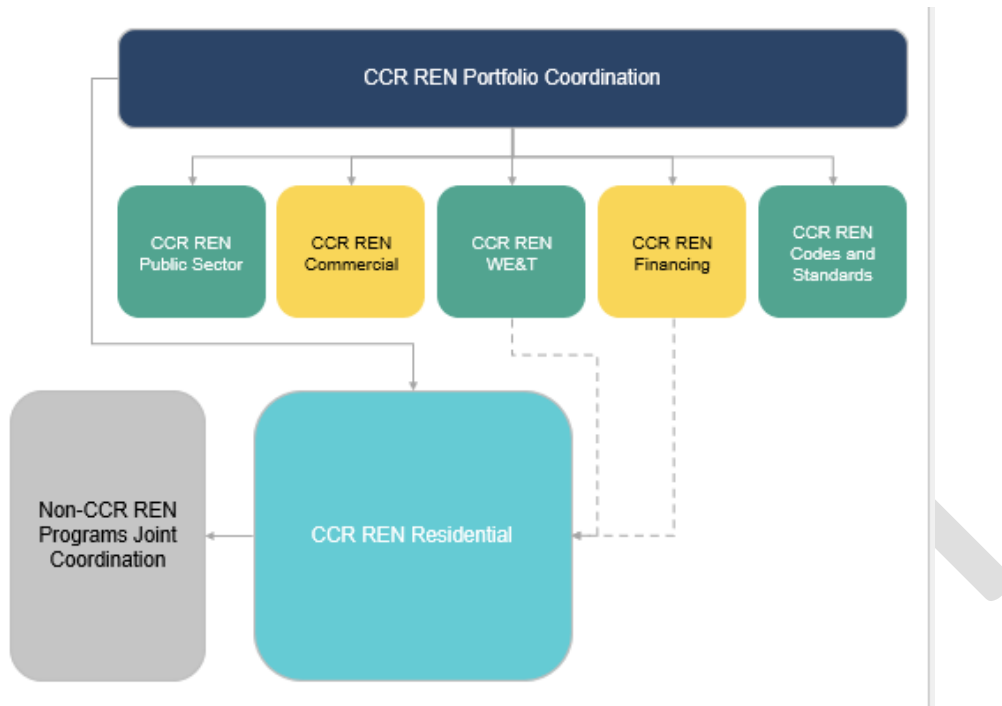 CCR REN Portfolio Coordination
CCR REN
Public Sector
CCR REN
Commercial
CCR REN
WE&T
CCR REN
Financing
CCR REN
Codes and
Standards
Non-CCR REN
Programs Joint
Coordination
CCR REN Residential